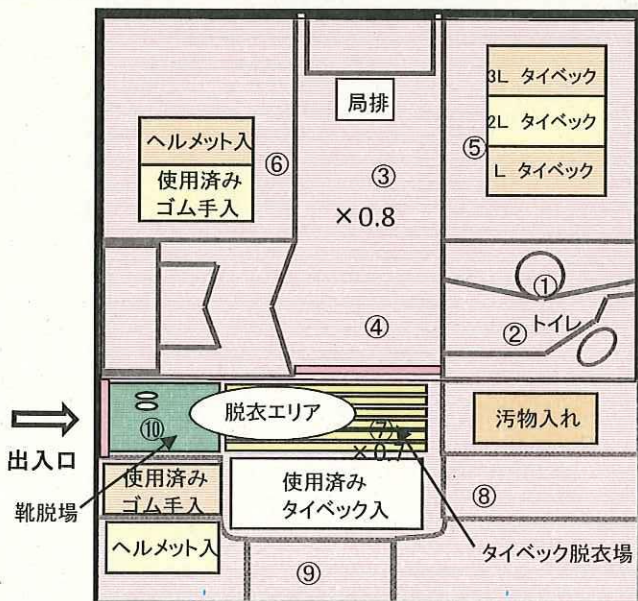 3L タイベック
局排
ヘルメット入
⑥
⑤
2L タイベック
使用済み
ゴム手入
③
L タイベック
×0.8
①
④
②
トイレ
脱衣エリア
⑦
汚物入れ
⑩
×0.7
出入口
使用済み
ゴム手入
使用済み
タイベック入
⑧
靴脱場
ヘルメット入
タイベック脱衣場
⑨